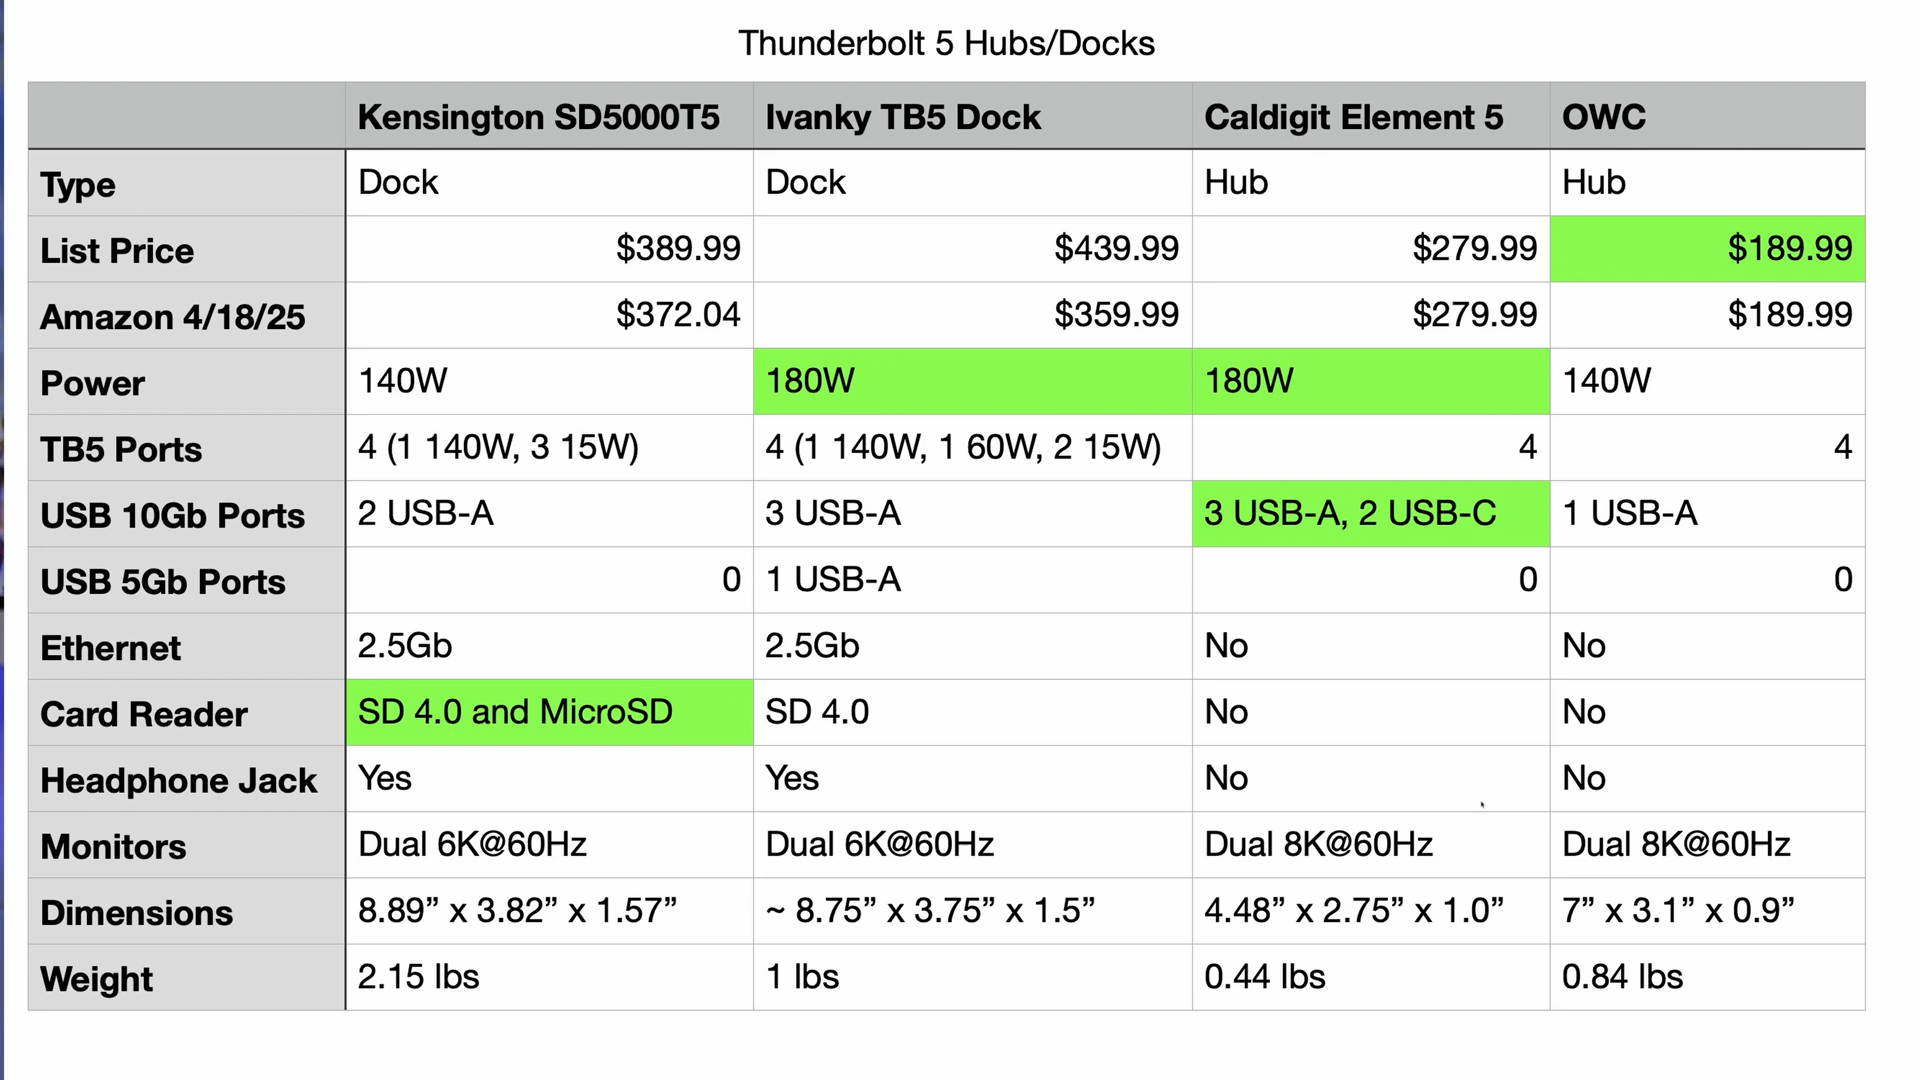 Thunderbolt 5 Hubs/Docks
Kensington SD5000T5 Ivanky TB5 Dock Caldigit Element 5 OWC
Type Dock Dock Hub Hub
List Price $389.99 $439.99 $279.99 $189.99
Amazon 4/18/25 $372.04 $359.99 $279.99 $189.99
Power 140W 180W 180W 140W
TB5 Ports 4 (1 140W, 3 15W) 4 (1 140W, 1 60W, 2 15W) 4 4
USB 10Gb Ports 2 USB-A 3 USB-A 3 USB-A, 2 USB-C 1 USB-A
USB 5Gb Ports 0 1 USB-A 0 0
Ethernet 2.5Gb 2.5Gb No No
Card Reader SD 4.0 and MicroSD SD 4.0 No No
Headphone Jack Yes Yes No No
Monitors Dual 6K@60Hz Dual 6K@60Hz Dual 8K@60Hz Dual 8K@60Hz
Dimensions 8.89” x 3.82” x 1.57” ~ 8.75” x 3.75” x 1.5” 4.48” x 2.75” x 1.0” 7” x 3.1” x 0.9”
Weight 2.15 lbs 1 lbs 0.44 lbs 0.84 lbs